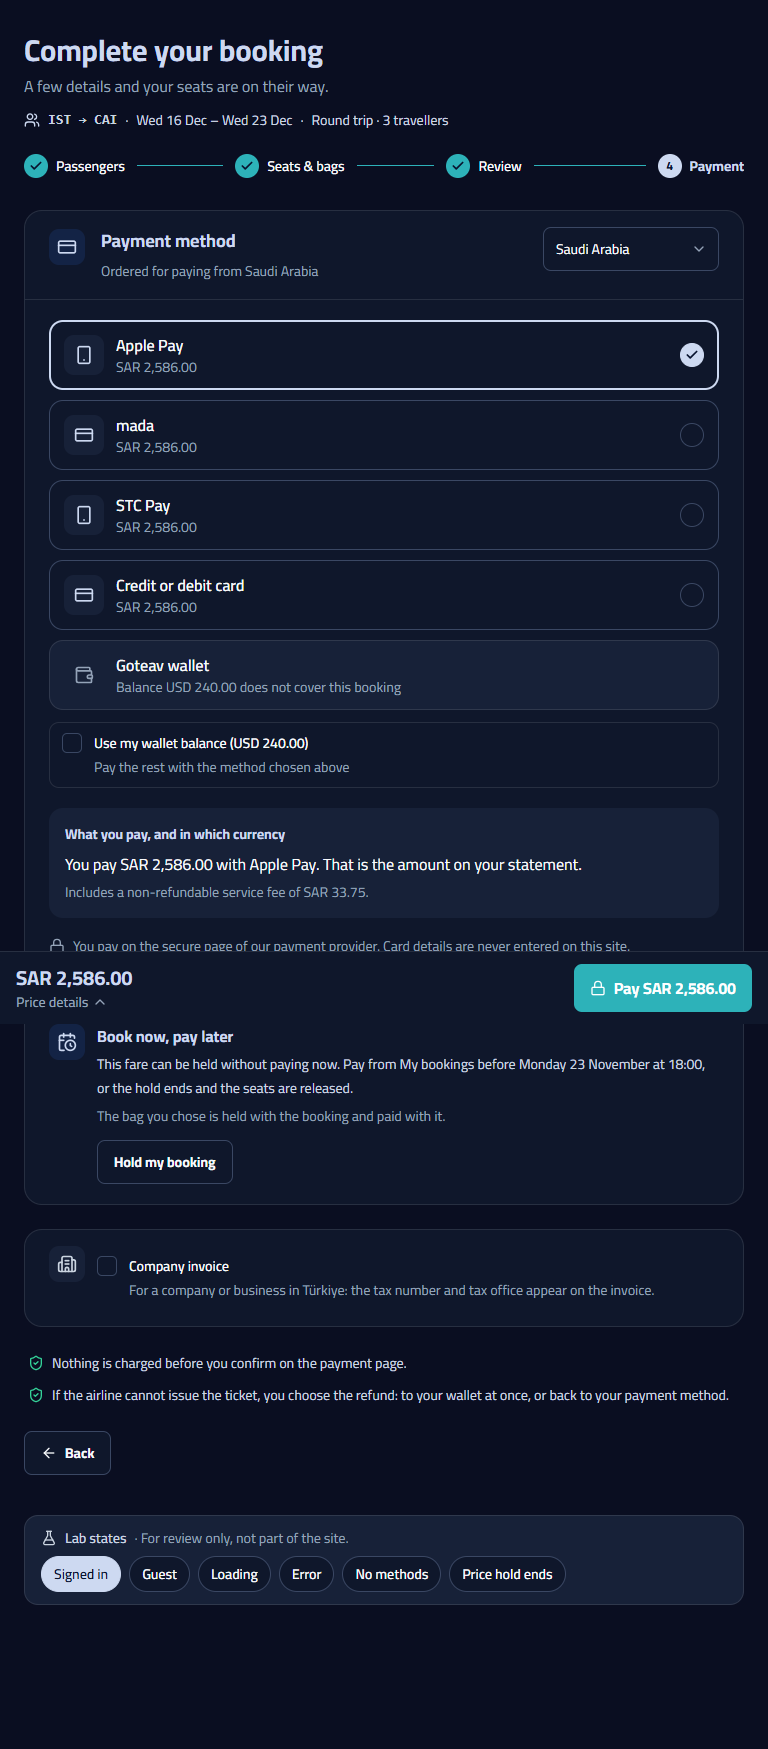 Complete your booking
A few details and your seats are on their way.
IST → CAI · Wed 16 Dec – Wed 23 Dec · Round trip · 3 travellers
Passengers
Seats & bags
Review
4 Payment
Payment method
Ordered for paying from Saudi Arabia
Saudi Arabia
Apple Pay
SAR 2,586.00
mada
SAR 2,586.00
STC Pay
SAR 2,586.00
Credit or debit card
SAR 2,586.00
Goteav wallet
Balance USD 240.00 does not cover this booking
Use my wallet balance (USD 240.00)
Pay the rest with the method chosen above
What you pay, and in which currency
You pay SAR 2,586.00 with Apple Pay. That is the amount on your statement.
Includes a non-refundable service fee of SAR 33.75.
You pay on the secure page of our payment provider. Card details are never entered on this site.
SAR 2,586.00
Price details
Pay SAR 2,586.00
Book now, pay later
This fare can be held without paying now. Pay from My bookings before Monday 23 November at 18:00,
or the hold ends and the seats are released.
The bag you chose is held with the booking and paid with it.
Hold my booking
Company invoice
For a company or business in Türkiye: the tax number and tax office appear on the invoice.
Nothing is charged before you confirm on the payment page.
If the airline cannot issue the ticket, you choose the refund: to your wallet at once, or back to your payment method.
Back
Lab states · For review only, not part of the site.
Signed in
Guest
Loading
Error
No methods
Price hold ends